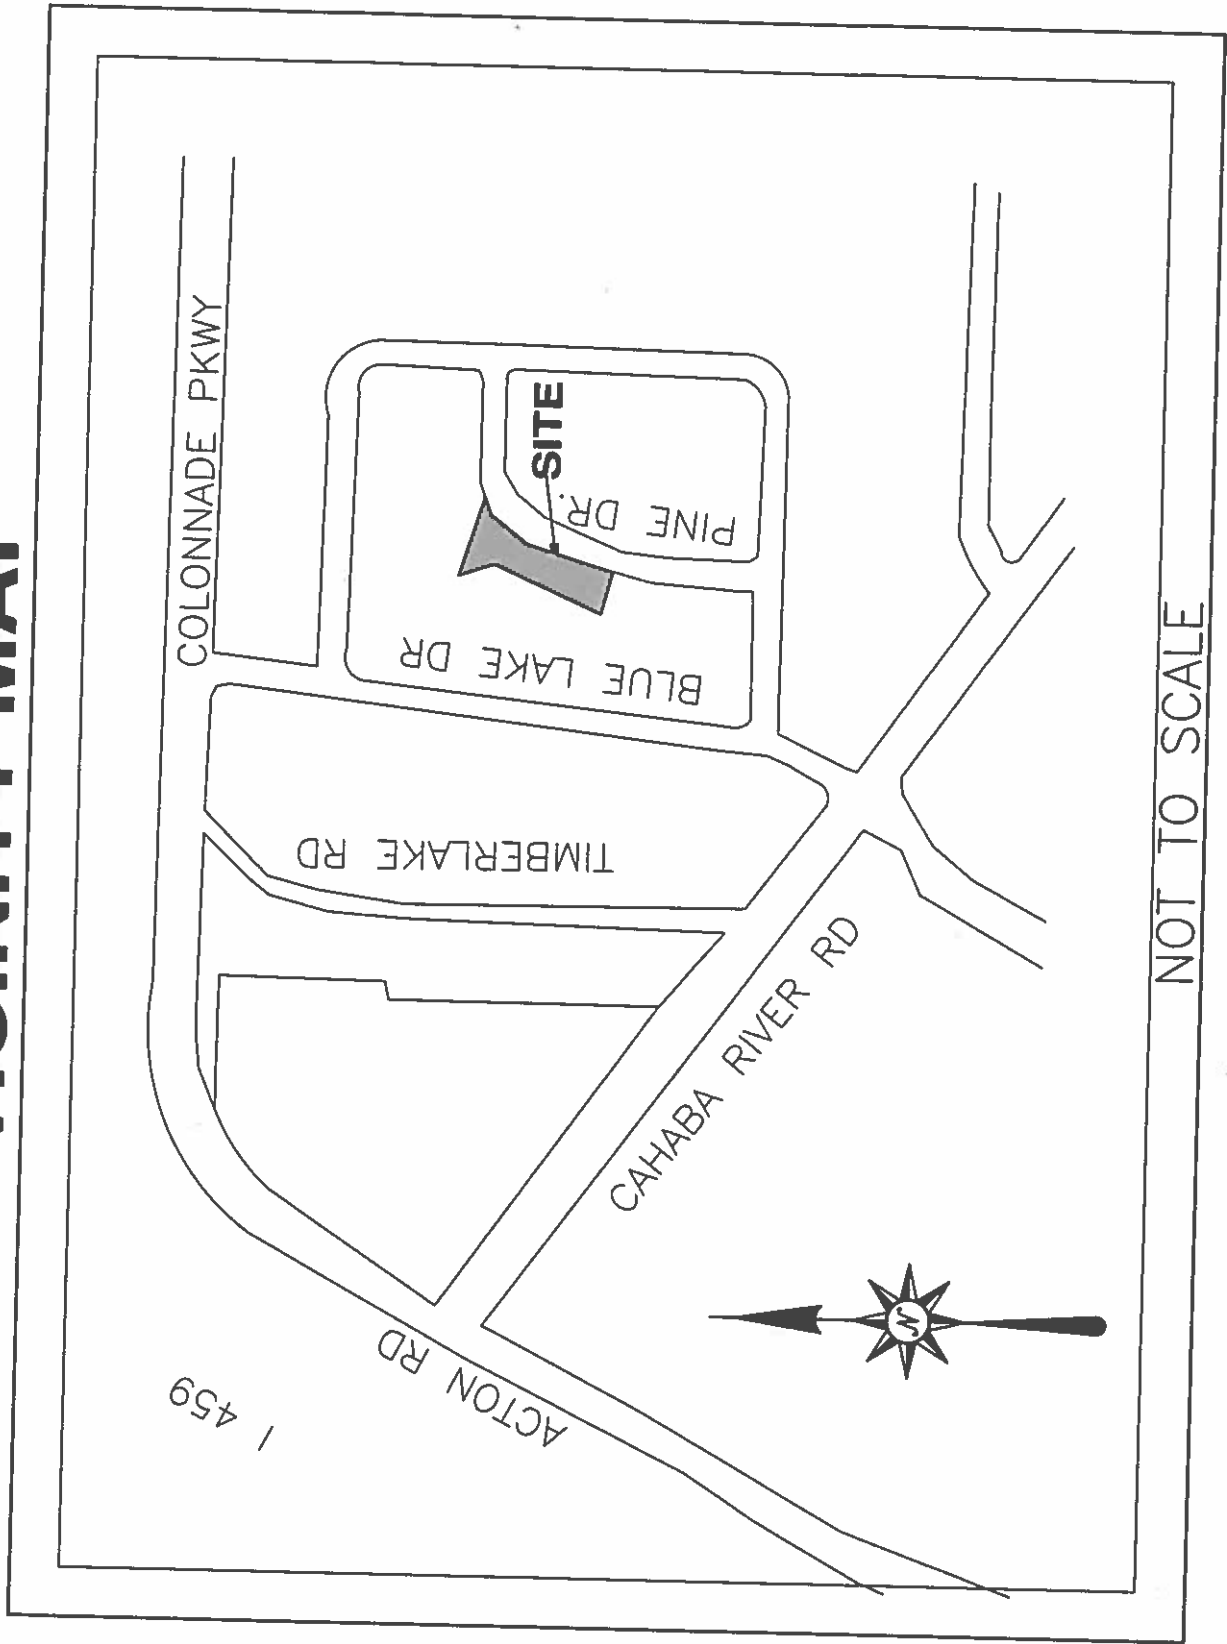 VICINITY MAP
COLONNADE PKWY
SITE
PINE DR.
BLUE LAKE DR
TIMBERLAKE RD
CAHABA RIVER RD
ACTON RD
I 459
N
NOT TO SCALE